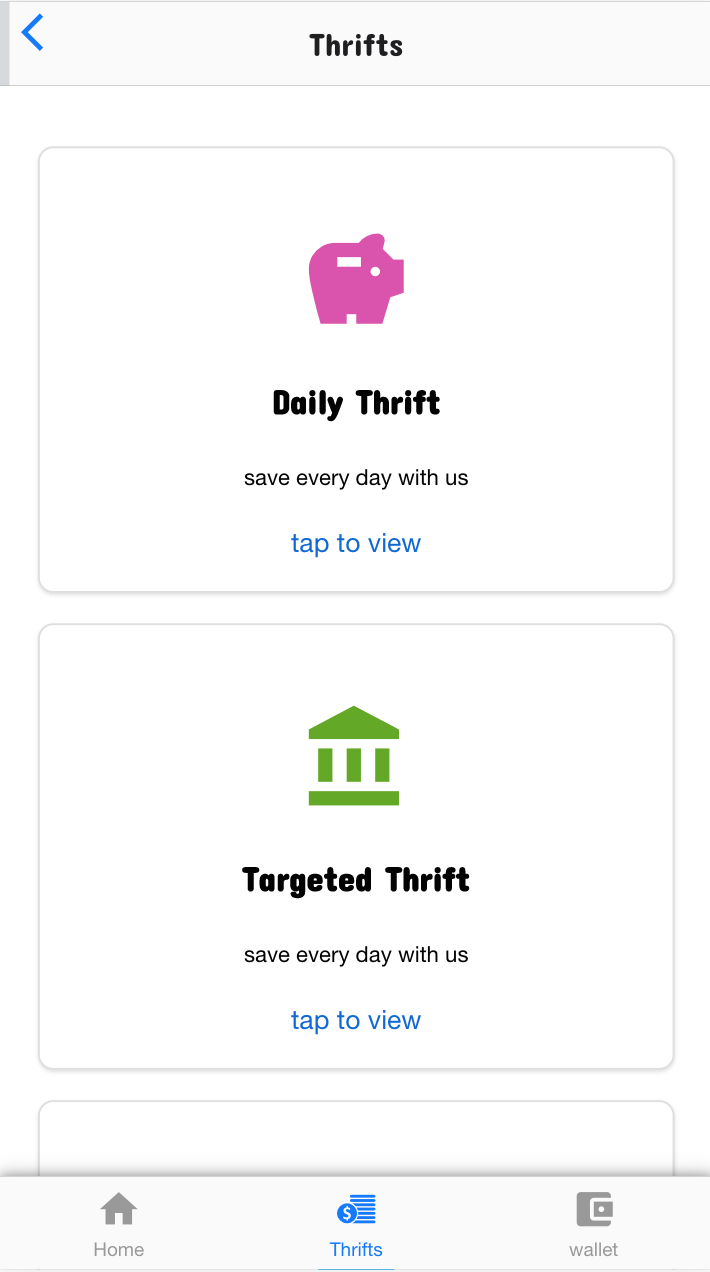 Thrifts
Daily Thrift
save every day with us
tap to view
Targeted Thrift
save every day with us
tap to view
$
Home
Thrifts
wallet